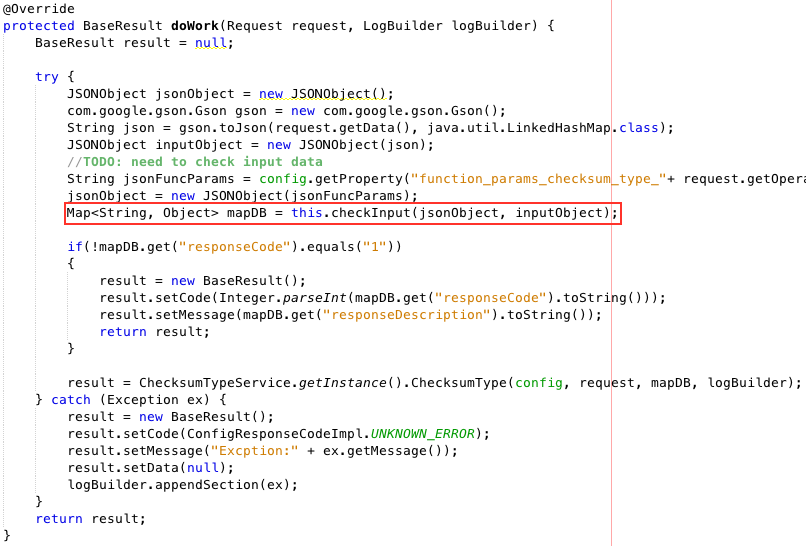 @Override
protected BaseResult doWork(Request request, LogBuilder logBuilder) {
BaseResult result = null;
try {
JSONObject jsonObject = new JSONObject();
com.google.gson.Gson gson = new com.google.gson.Gson();
String json = gson.toJson(request.getData(), java.util.LinkedHashMap.class);
JSONObject inputObject = new JSONObject(json);
//TODO: need to check input data
String jsonFuncParams = config.getProperty("function_params_checksum_type_"+ request.getOpera
jsonObject = new JSONObject(jsonFuncParams);
Map<String, Object> mapDB = this.checkInput(jsonObject, inputObject);
if(!mapDB.get("responseCode").equals("1"))
{
result = new BaseResult();
result.setCode(Integer.parseInt(mapDB.get("responseCode").toString()));
result.setMessage(mapDB.get("responseDescription").toString());
return result;
}
result = ChecksumTypeService.getInstance().ChecksumType(config, request, mapDB, logBuilder);
} catch (Exception ex) {
result = new BaseResult();
result.setCode(ConfigResponseCodeImpl.UNKNOWN_ERROR);
result.setMessage("Excption:" + ex.getMessage());
result.setData(null);
logBuilder.appendSection(ex);
}
return result;
}